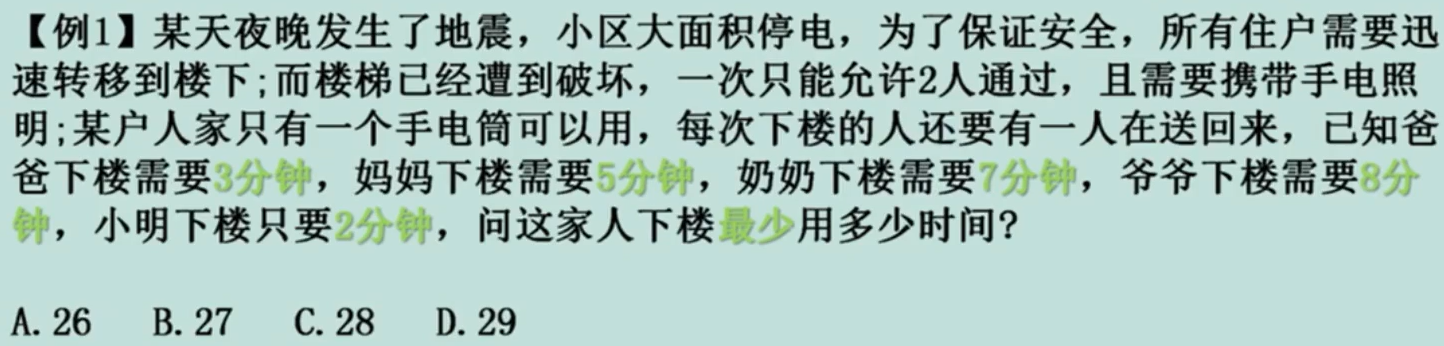 【例1】某天夜晚发生了地震，小区大面积停电，为了保证安全，所有住户需要迅
速转移到楼下;而楼梯已经遭到破坏，一次只能允许2人通过，且需要携带手电照
明;某户人家只有一个手电筒可以用，每次下楼的人还要有一人在送回来，已知爸
爸下楼需要3分钟，妈妈下楼需要5分钟，奶奶下楼需要7分钟，爷爷下楼需要8分
钟，小明下楼只要2分钟，问这家人下楼最少用多少时间?
A. 26 B. 27 C. 28 D. 29